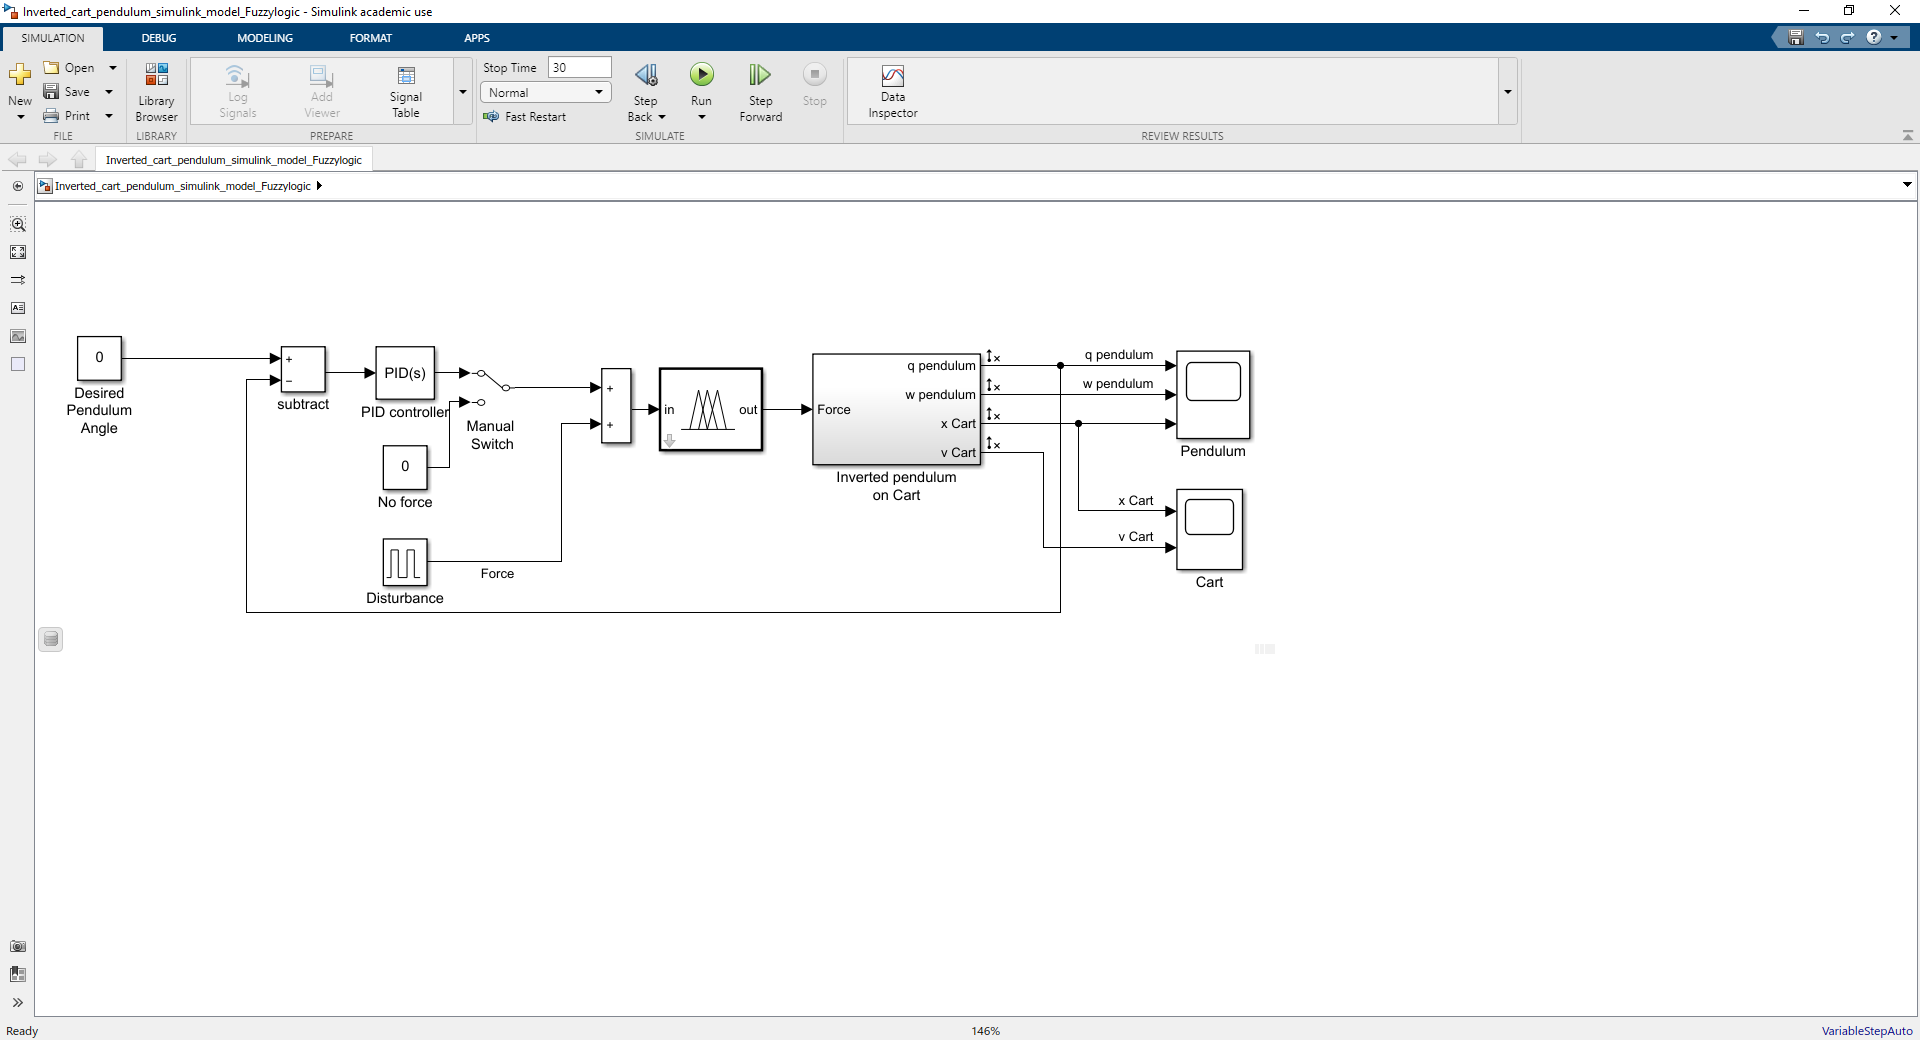 Inverted_cart_pendulum_simulink_model_Fuzzylogic - Simulink academic use
SIMULATION DEBUG MODELING FORMAT APPS
New
Open
Save
Print
FILE
Library
Browser
LIBRARY
Log
Signals
Add
Viewer
Signal
Table
PREPARE
Stop Time 30
Normal
Fast Restart
Step
Back
Run
Step
Forward
Stop
SIMULATE
Data
Inspector
REVIEW RESULTS
Inverted_cart_pendulum_simulink_model_Fuzzylogic
Inverted_cart_pendulum_simulink_model_Fuzzylogic
0
Desired
Pendulum
Angle
+
−
subtract
PID(s)
PID controller
Manual
Switch
0
No force
Disturbance
Force
+
+
in
out
Force
q pendulum
w pendulum
x Cart
v Cart
Inverted pendulum
on Cart
q pendulum
w pendulum
Pendulum
x Cart
v Cart
Cart
Ready
146%
VariableStepAuto